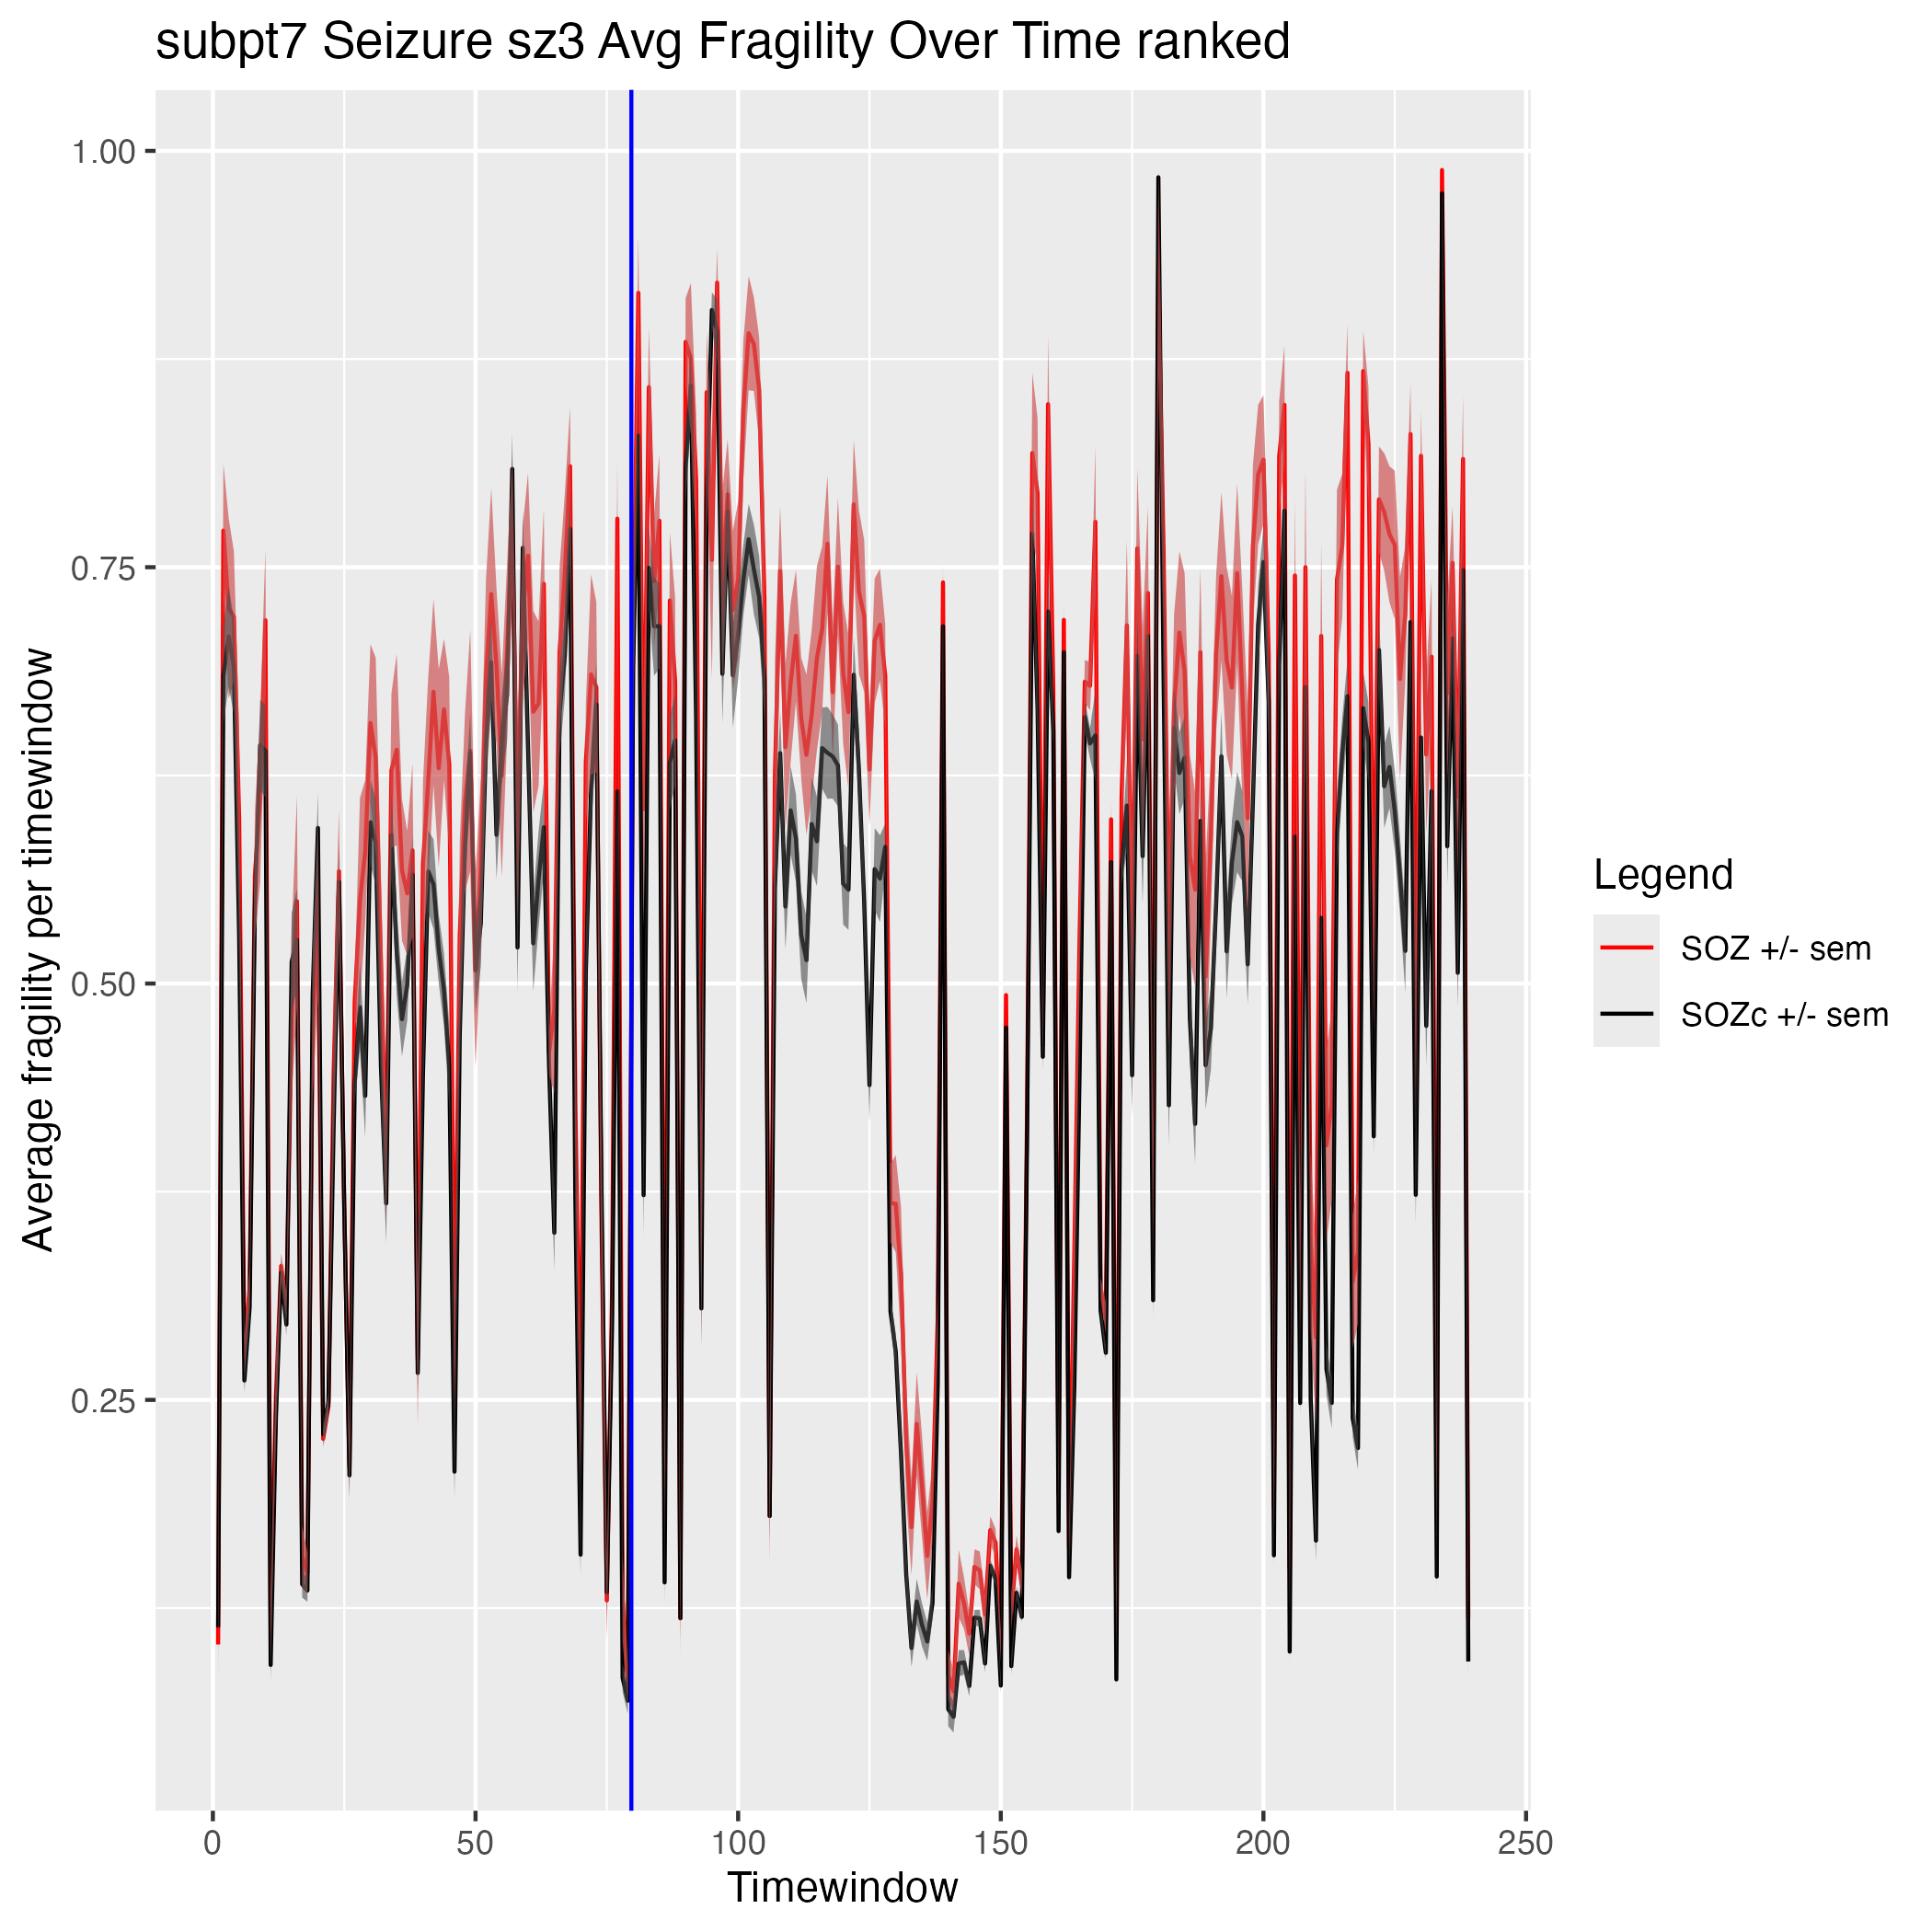 subpt7 Seizure sz3 Avg Fragility Over Time ranked
Average fragility per timewindow
1.00
0.75
0.50
0.25
0 50 100 150 200 250
Timewindow
Legend
SOZ +/- sem
SOZc +/- sem